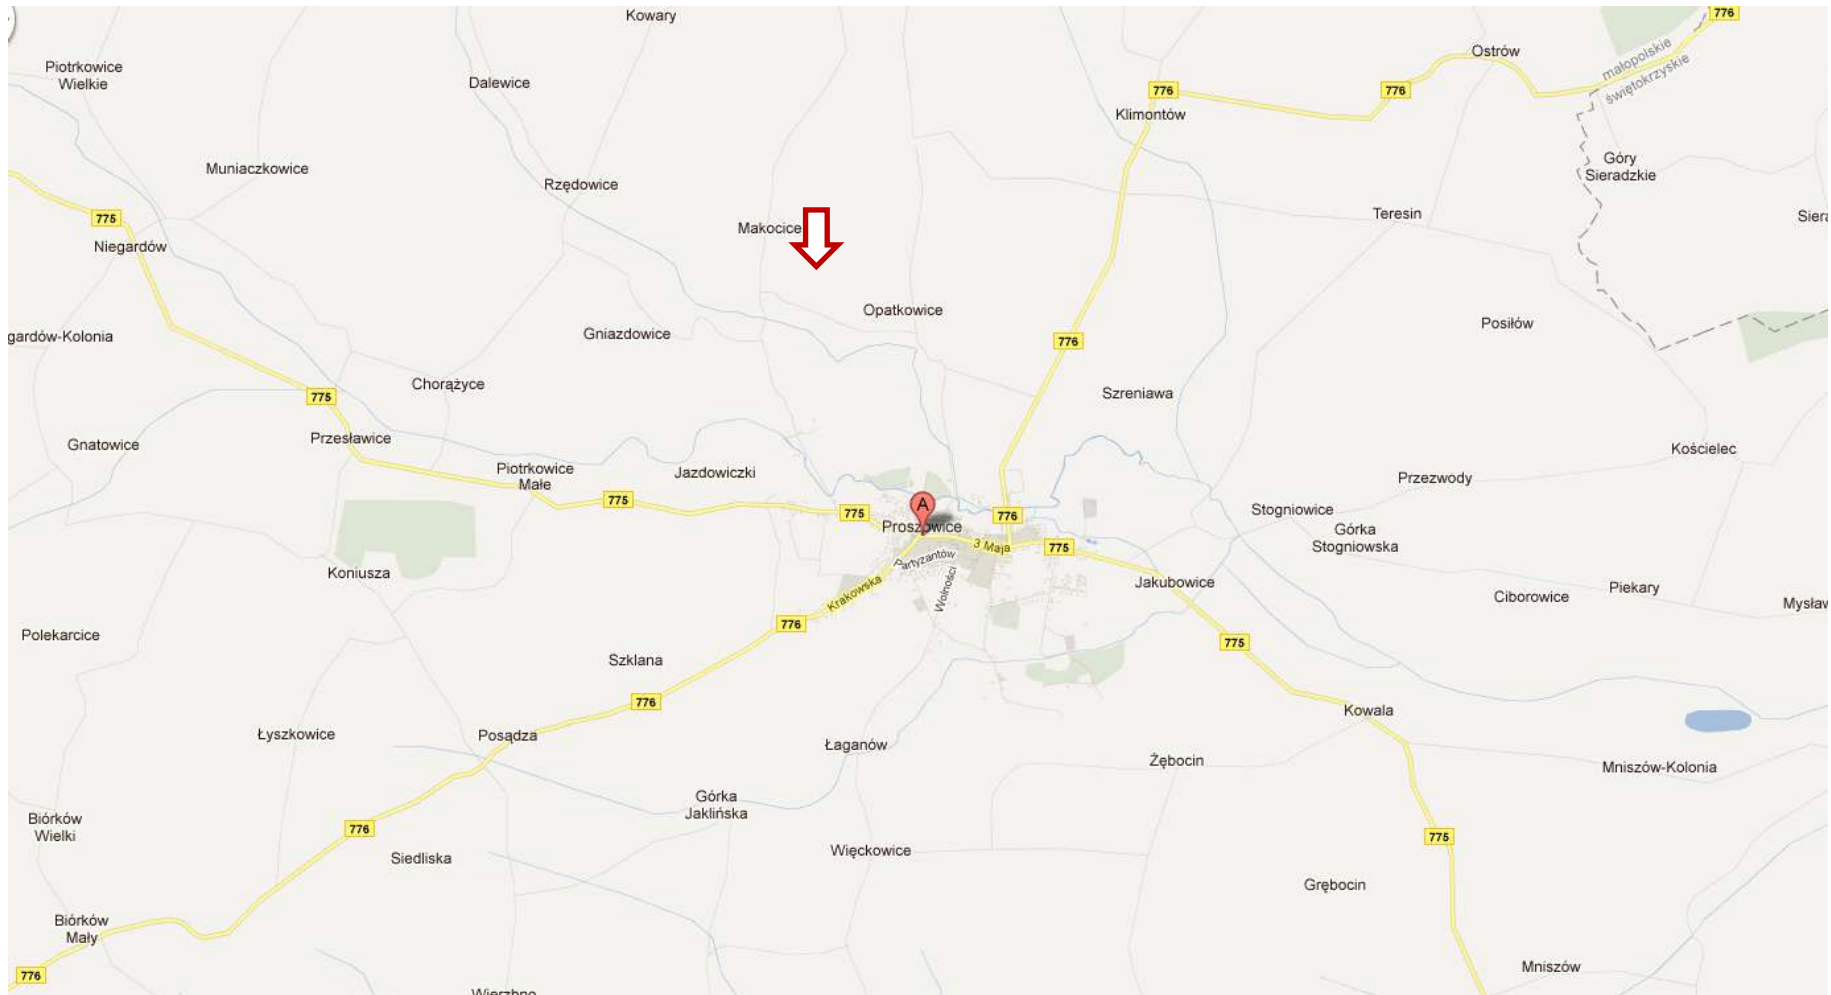 Kowary
776
Ostrów
Piotrkowice
Wielkie
małopolskie
świętokrzyskie
Dalewice
776
776
Klimontów
Muniaczkowice
Góry
Sieradzkie
Rzędowice
775
Teresin
Makocice
Niegardów
Opatkowice
Posiłów
gardów-Kolonia
Gniazdowice
776
Chorążyce
Szreniawa
775
Przesławice
Gnatowice
Kościelec
Piotrkowice
Małe
Jazdowiczki
Przezwody
775
775
A
776
Stogniowice
Proszowice
Górka
Stogniowska
3 Maja
775
Partyzantów
Koniusza
Wolności
Jakubowice
Krakowska
Piekary
Ciborowice
776
Polekarcice
775
Szklana
776
Kowala
Łyszkowice
Posądza
Łaganów
Żębocin
Mniszów-Kolonia
Górka
Jaklińska
Biórków
Wielki
776
775
Siedliska
Więckowice
Grębocin
Biórków
Mały
Mniszów
776
Wierzbno